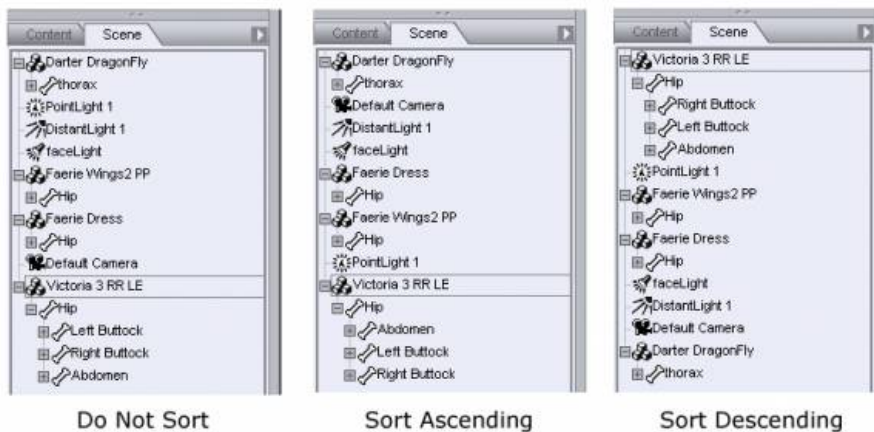 Content Scene
Darter DragonFly
thorax
PointLight 1
DistantLight 1
faceLight
Faerie Wings2 PP
Hip
Faerie Dress
Hip
Default Camera
Victoria 3 RR LE
Hip
Left Buttock
Right Buttock
Abdomen
Do Not Sort
Content Scene
Darter DragonFly
thorax
Default Camera
DistantLight 1
faceLight
Faerie Dress
Hip
Faerie Wings2 PP
Hip
PointLight 1
Victoria 3 RR LE
Hip
Abdomen
Left Buttock
Right Buttock
Sort Ascending
Content Scene
Victoria 3 RR LE
Hip
Right Buttock
Left Buttock
Abdomen
PointLight 1
Faerie Wings2 PP
Hip
Faerie Dress
Hip
faceLight
DistantLight 1
Default Camera
Darter DragonFly
thorax
Sort Descending